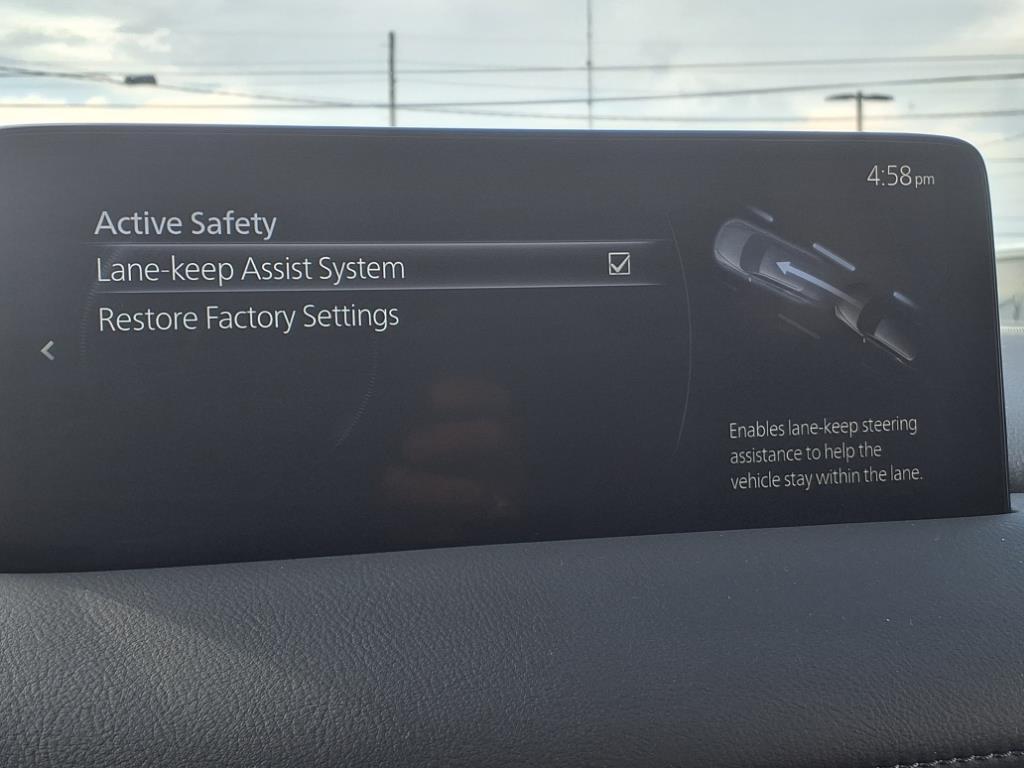 4:58pm
Active Safety
Lane-keep Assist System
Restore Factory Settings
Enables lane-keep steering
assistance to help the
vehicle stay within the lane.